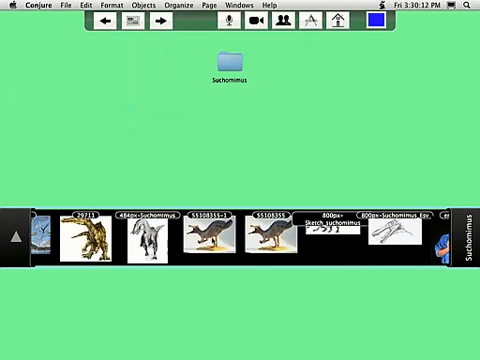 Conjure File Edit Format Objects Organize Page Windows Help Fri 3:30:12 PM
Suchomimus
29711 484px-Suchomimus 55108355-1 55108355 800px-Sketch_suchomimus 800px-Suchomimus_Esv
Suchomimus